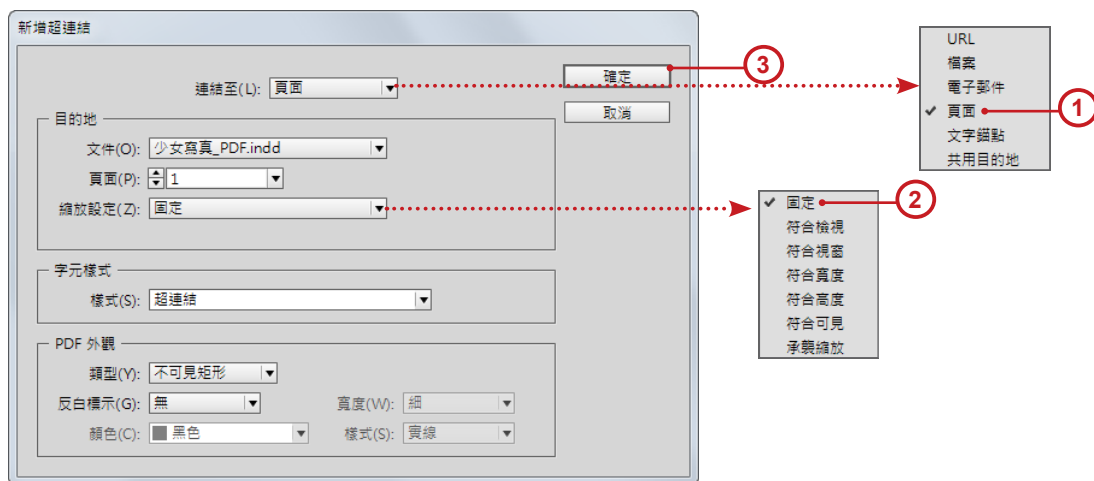 新增超連結
連結至(L): 頁面
確定
取消
目的地
文件(O): 少女寫真_PDF.indd
頁面(P): 1
縮放設定(Z): 固定
字元樣式
樣式(S): 超連結
PDF 外觀
類型(Y): 不可見矩形
反白標示(G): 無 寬度(W): 細
顏色(C): 黑色 樣式(S): 實線
3
URL
檔案
電子郵件
✔ 頁面 1
文字錨點
共用目的地
✔ 固定 2
符合檢視
符合視窗
符合寬度
符合高度
符合可見
承襲縮放